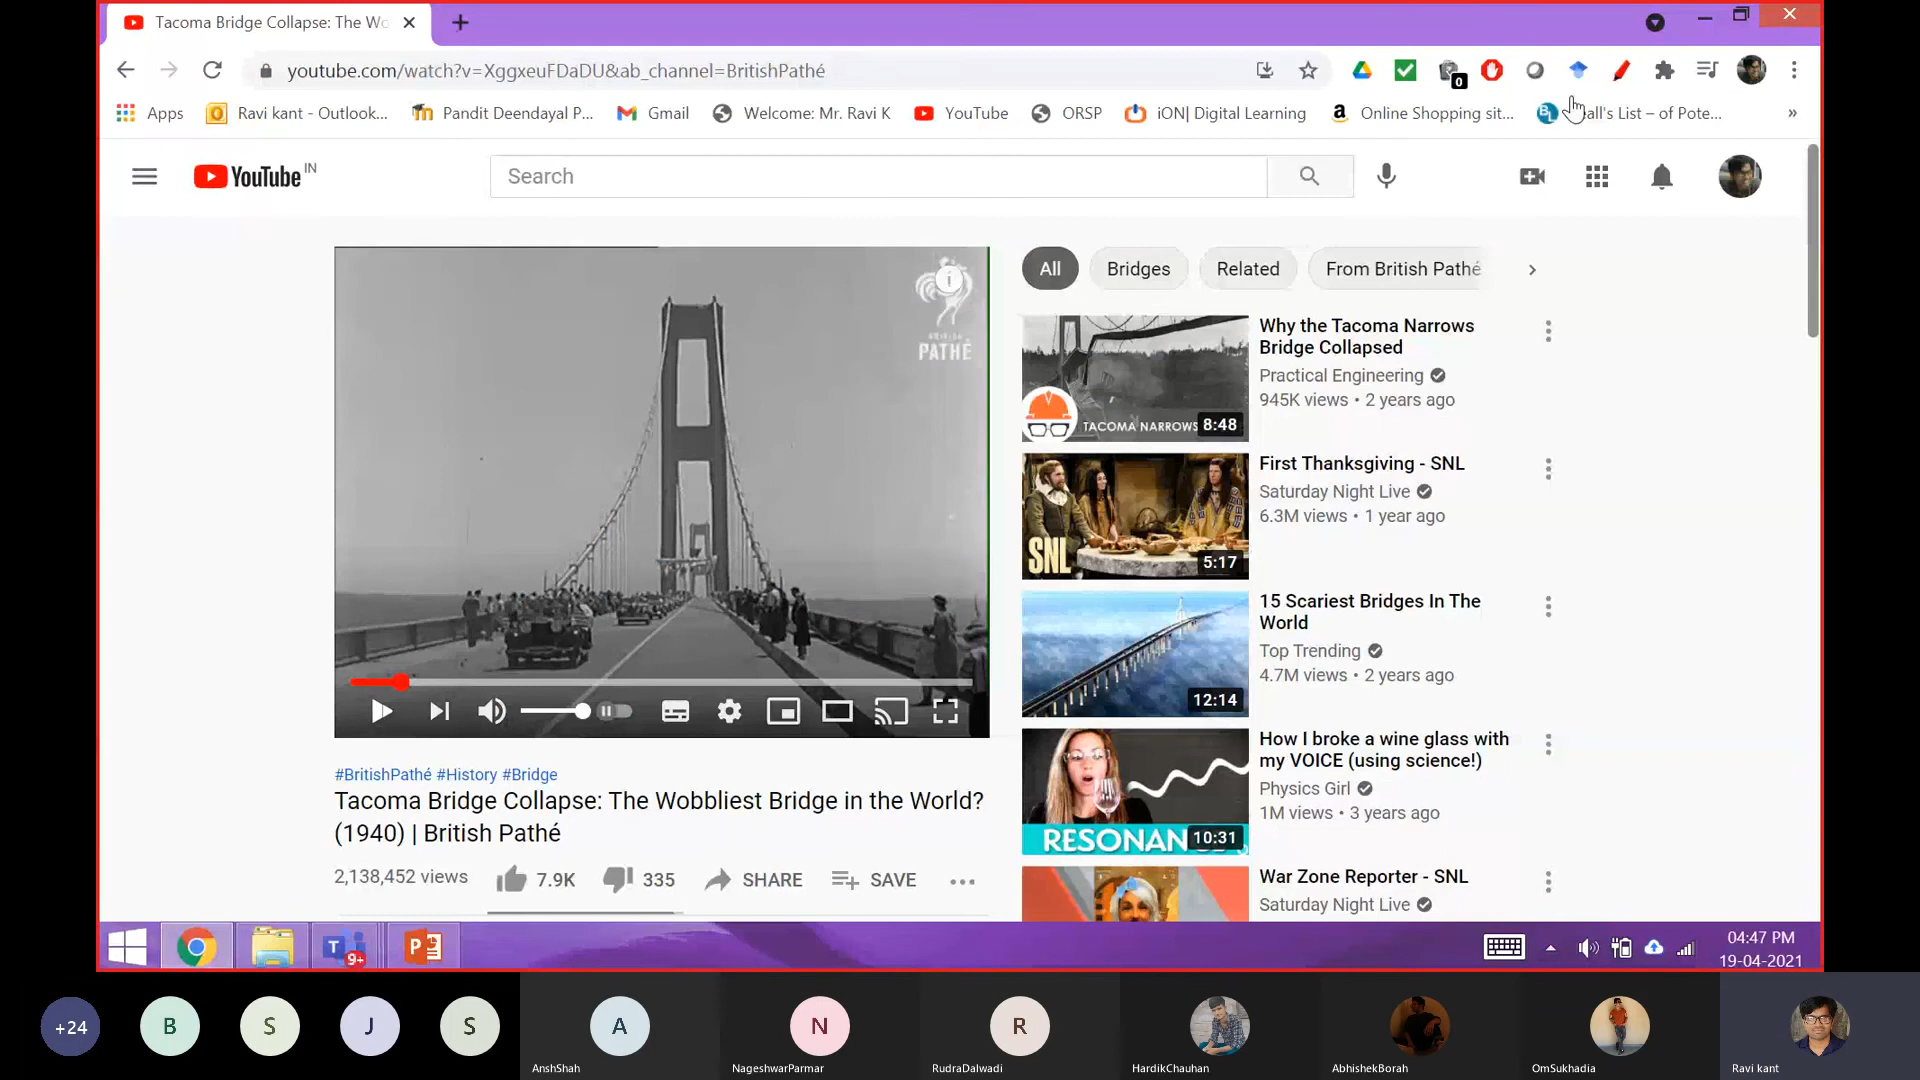 Tacoma Bridge Collapse: The Wo
youtube.com/watch?v=XggxeuFDaDU&ab_channel=BritishPathé
0
Apps
Ravi kant - Outlook...
Pandit Deendayal P...
Gmail
Welcome: Mr. Ravi K
YouTube
ORSP
iON| Digital Learning
Online Shopping sit...
all's List – of Pote...
»
YouTube IN
Search
All
Bridges
Related
From British Pathé
BRITISH
PATHÉ
Why the Tacoma Narrows
Bridge Collapsed
Practical Engineering
945K views • 2 years ago
TACOMA NARROWS
8:48
First Thanksgiving - SNL
Saturday Night Live
6.3M views • 1 year ago
SNL
5:17
15 Scariest Bridges In The
World
Top Trending
4.7M views • 2 years ago
12:14
How I broke a wine glass with
my VOICE (using science!)
Physics Girl
1M views • 3 years ago
RESONAN
10:31
War Zone Reporter - SNL
Saturday Night Live
#BritishPathé #History #Bridge
Tacoma Bridge Collapse: The Wobbliest Bridge in the World?
(1940) | British Pathé
2,138,452 views
7.9K
335
SHARE
SAVE
T
9+
P
04:47 PM
19-04-2021
+24
B
S
J
S
A
AnshShah
N
NageshwarParmar
R
RudraDalwadi
HardikChauhan
AbhishekBorah
OmSukhadia
Ravi kant